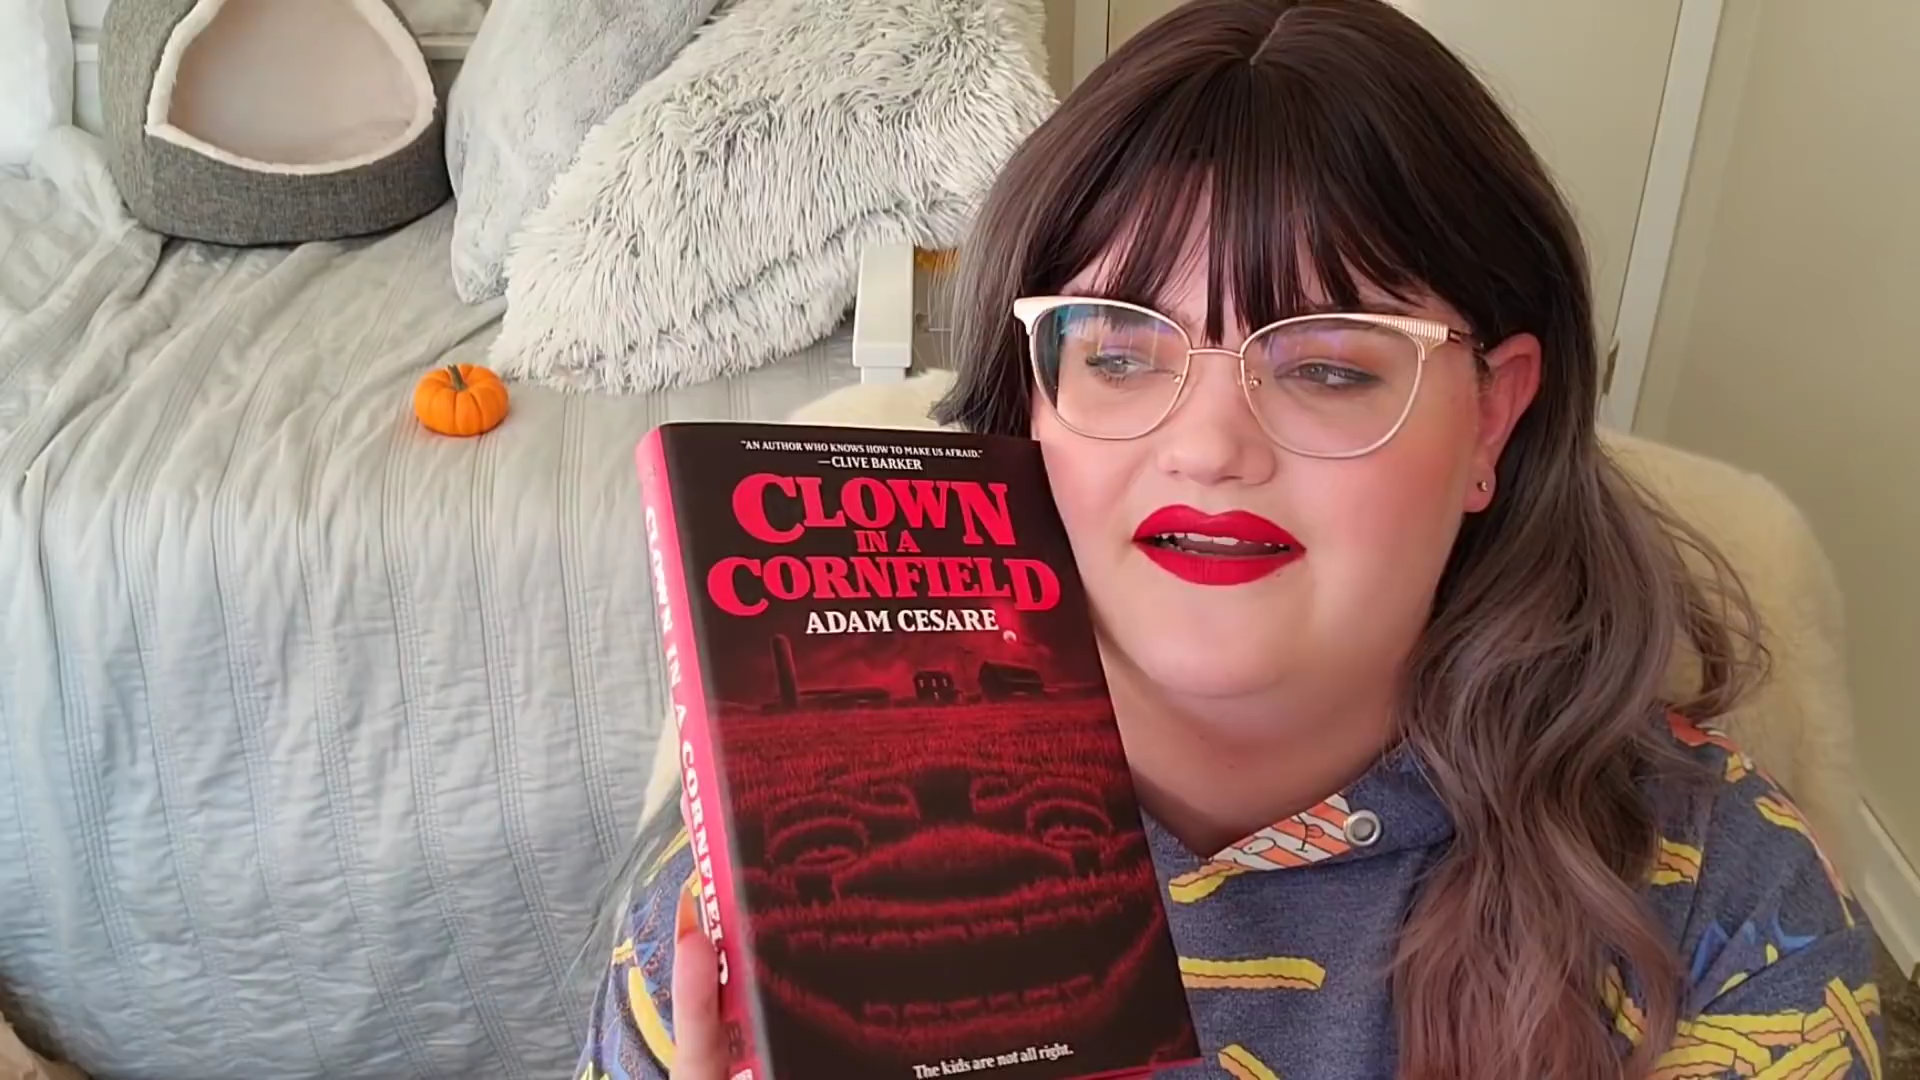 "AN AUTHOR WHO KNOWS HOW TO MAKE US AFRAID."
—CLIVE BARKER
CLOWN
IN A
CORNFIELD
ADAM CESARE
The kids are not all right.
CLOWN IN A CORNFIELD